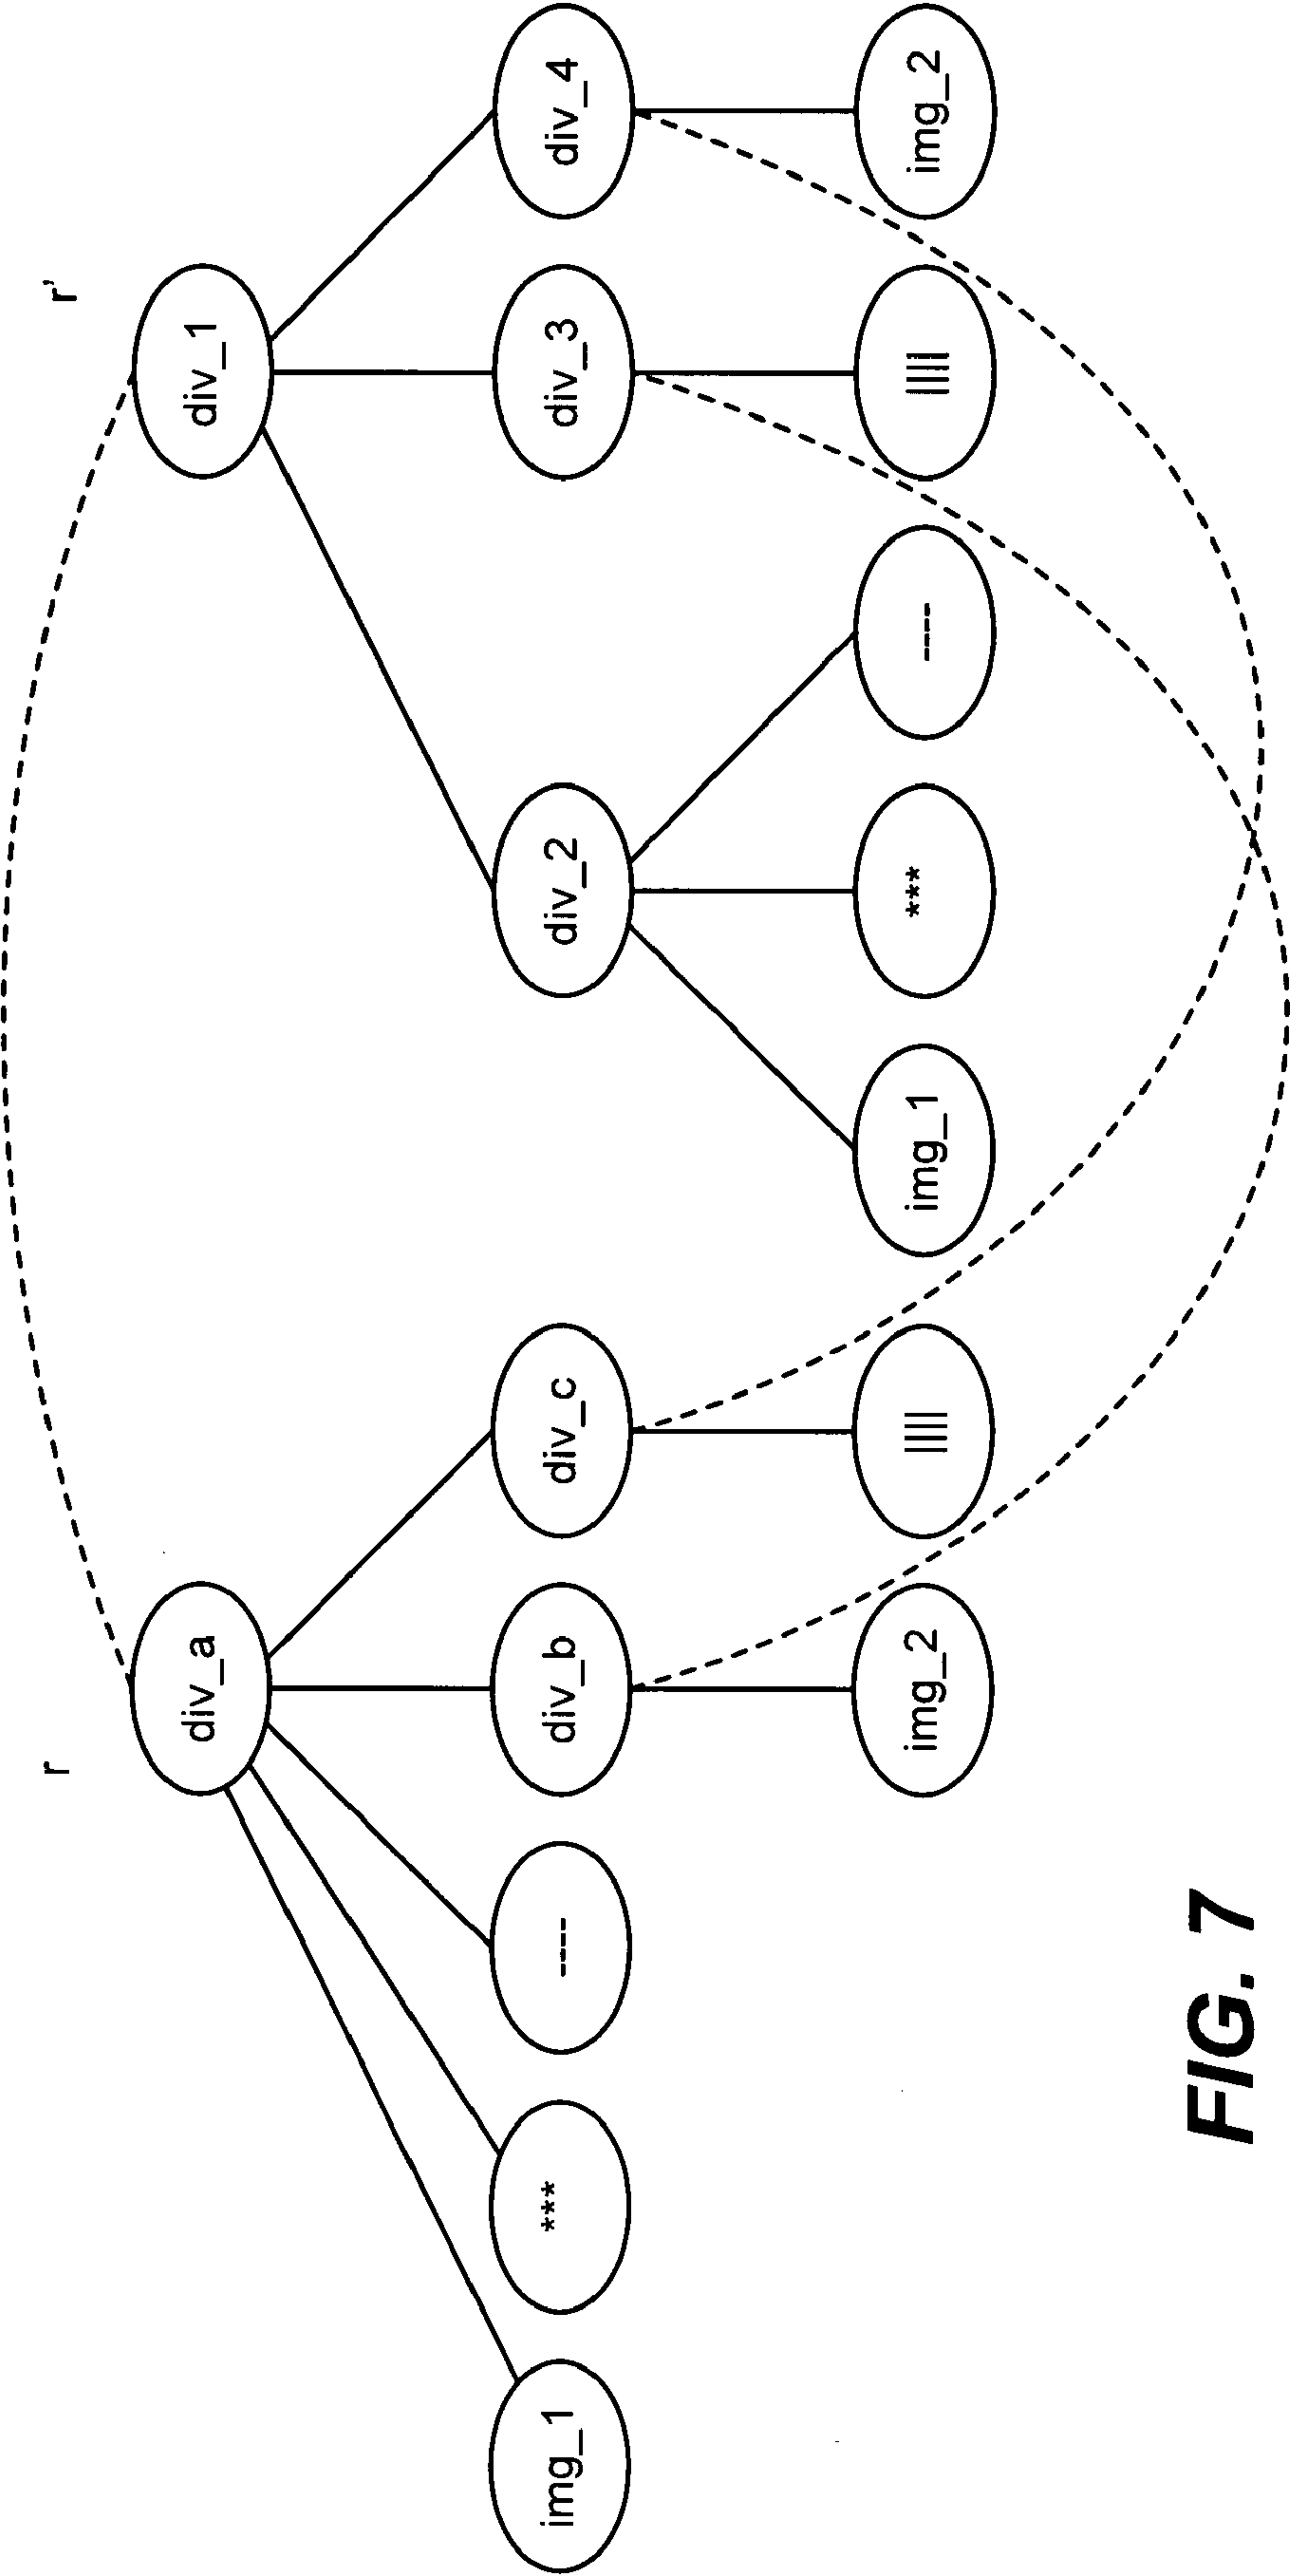 r
r'
div_a
div_1
img_1
***
----
div_b
div_c
div_2
div_3
div_4
img_2
|||||
img_1
***
----
|||||
img_2
FIG. 7